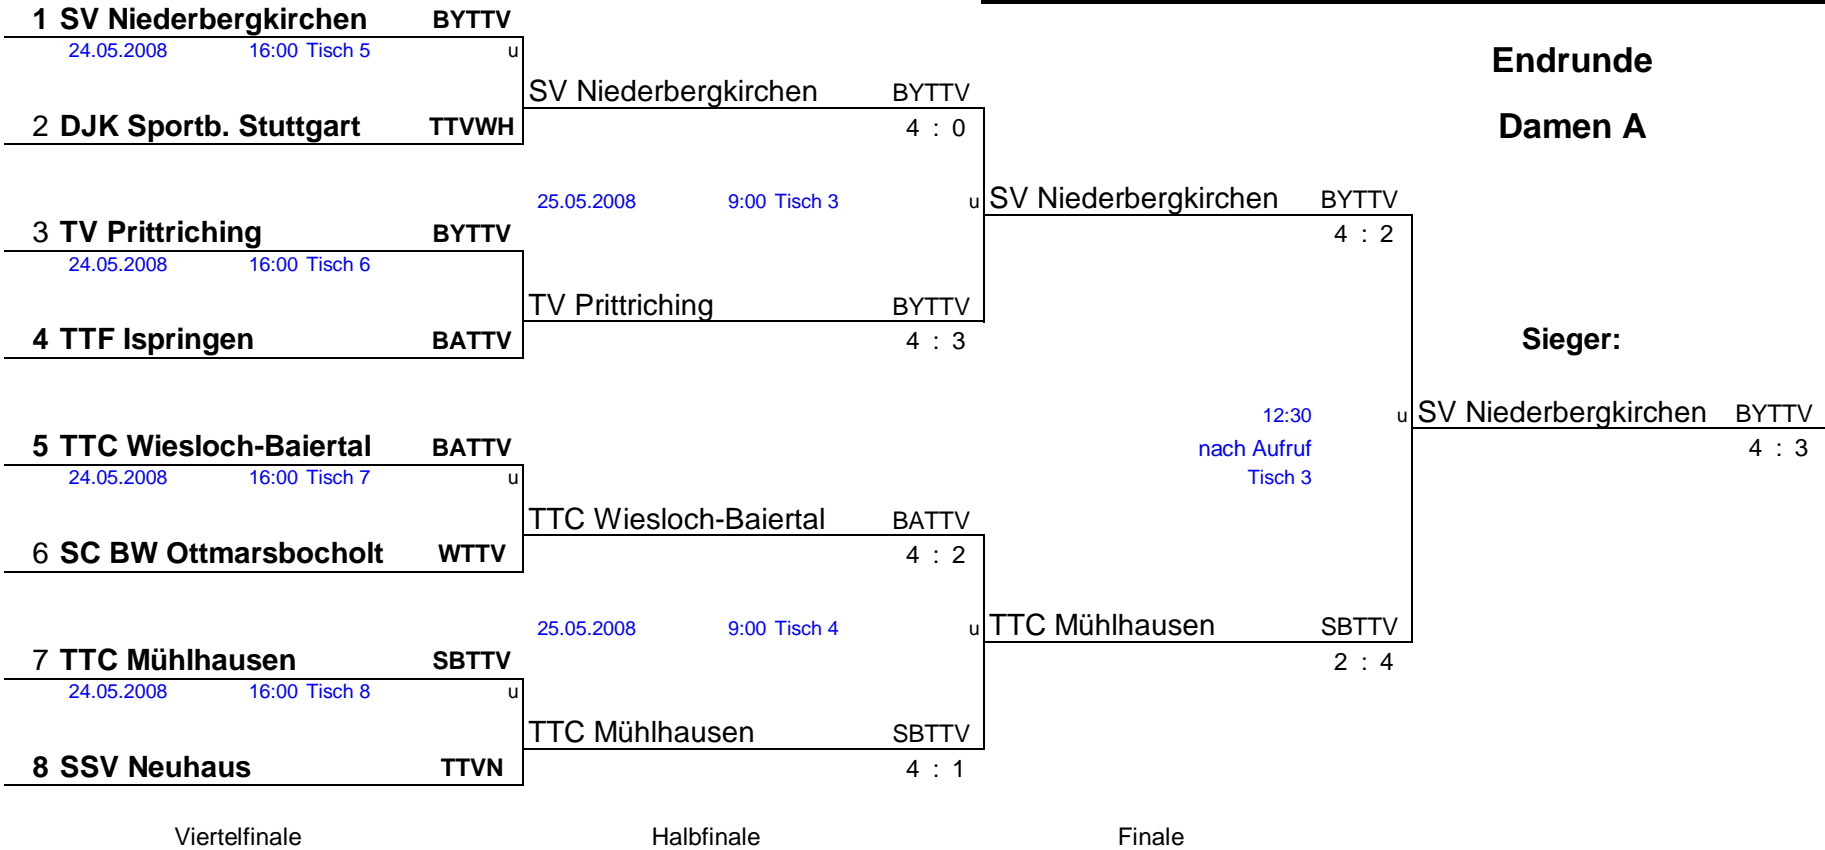 1 SV Niederbergkirchen BYTTV
24.05.2008 16:00 Tisch 5 u
Endrunde
SV Niederbergkirchen BYTTV
2 DJK Sportb. Stuttgart TTVWH
4 : 0
Damen A
25.05.2008 9:00 Tisch 3 u
SV Niederbergkirchen BYTTV
3 TV Prittriching BYTTV
4 : 2
24.05.2008 16:00 Tisch 6
TV Prittriching BYTTV
4 TTF Ispringen BATTV
4 : 3
Sieger:
12:30 u
SV Niederbergkirchen BYTTV
5 TTC Wiesloch-Baiertal BATTV
nach Aufruf
4 : 3
24.05.2008 16:00 Tisch 7 u
Tisch 3
TTC Wiesloch-Baiertal BATTV
6 SC BW Ottmarsbocholt WTTV
4 : 2
25.05.2008 9:00 Tisch 4 u
TTC Mühlhausen SBTTV
7 TTC Mühlhausen SBTTV
2 : 4
24.05.2008 16:00 Tisch 8 u
TTC Mühlhausen SBTTV
8 SSV Neuhaus TTVN
4 : 1
Viertelfinale Halbfinale Finale